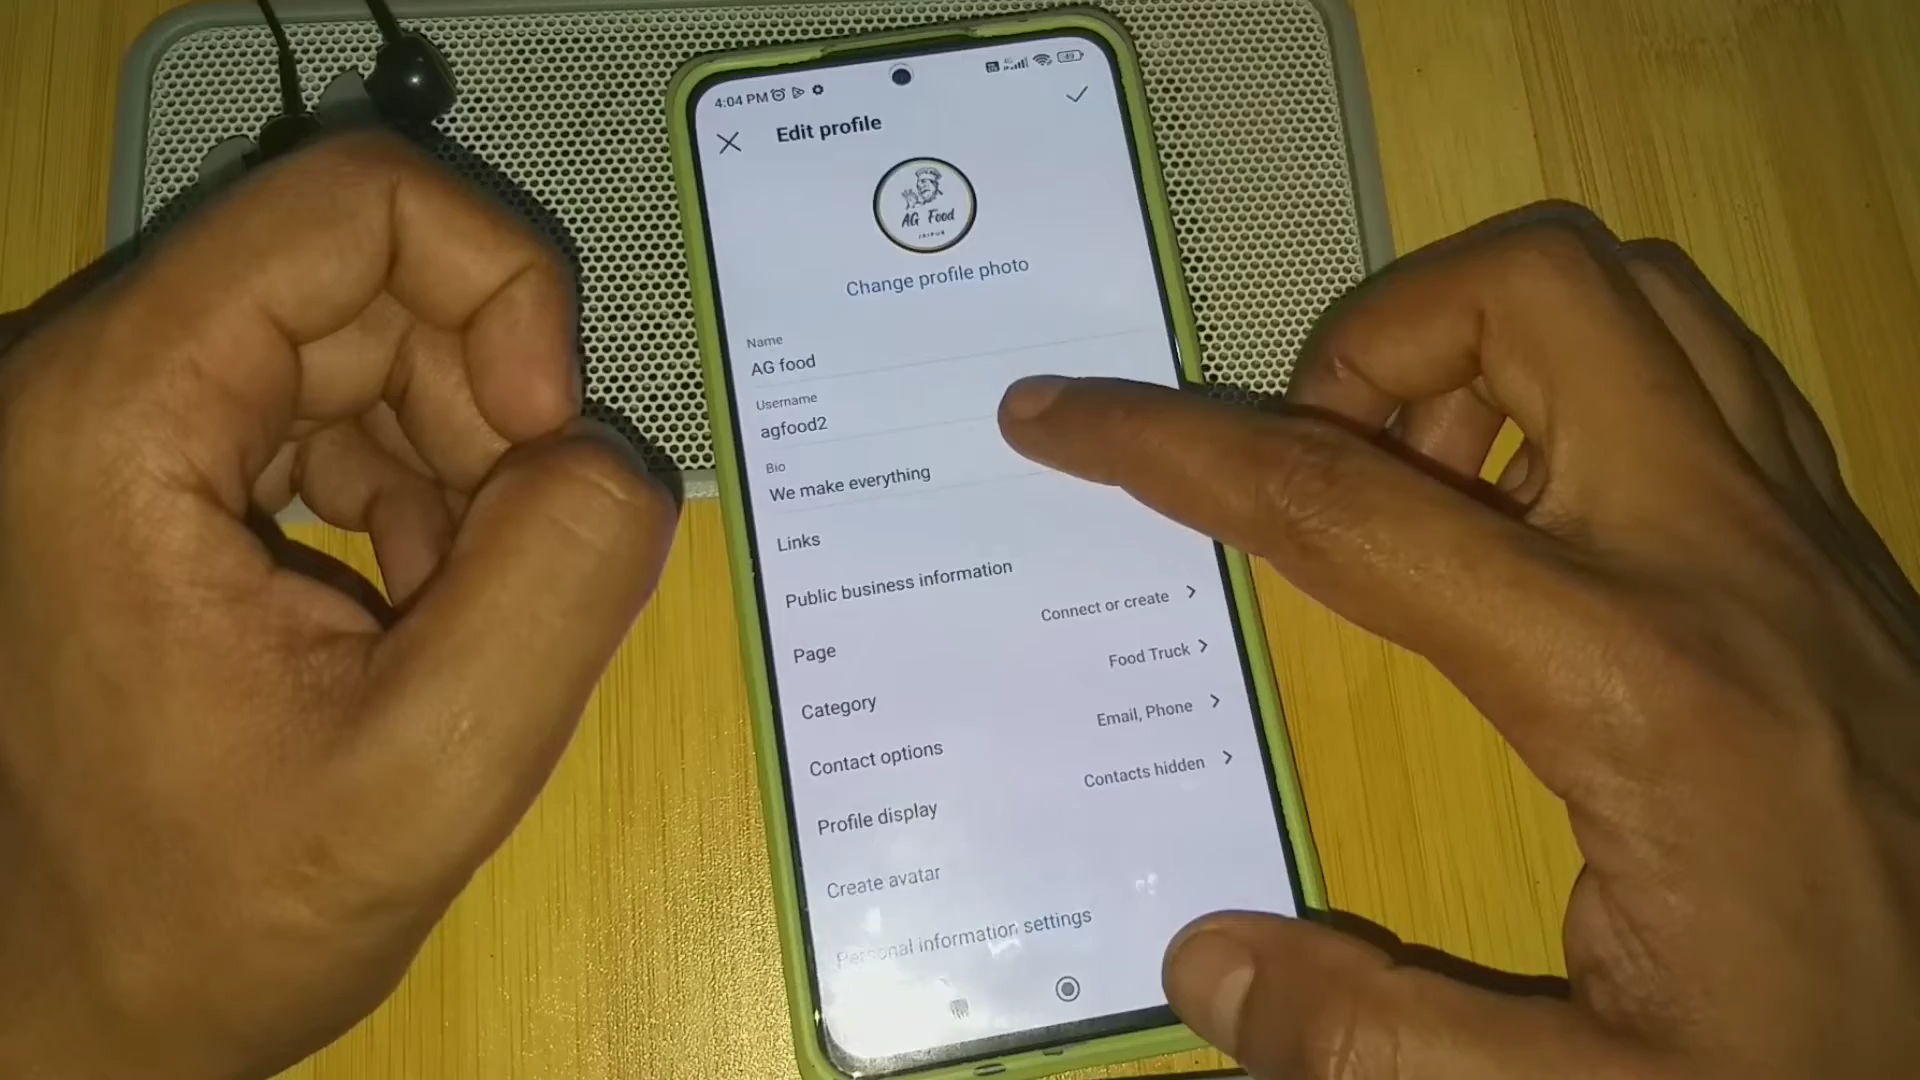 4:04 PM
49
Edit profile
AG Food
JAIPUR
Change profile photo
Name
AG food
Username
agfood2
Bio
We make everything
Links
Public business information
Page
Connect or create
Category
Food Truck
Contact options
Email, Phone
Profile display
Contacts hidden
Create avatar
Personal information settings